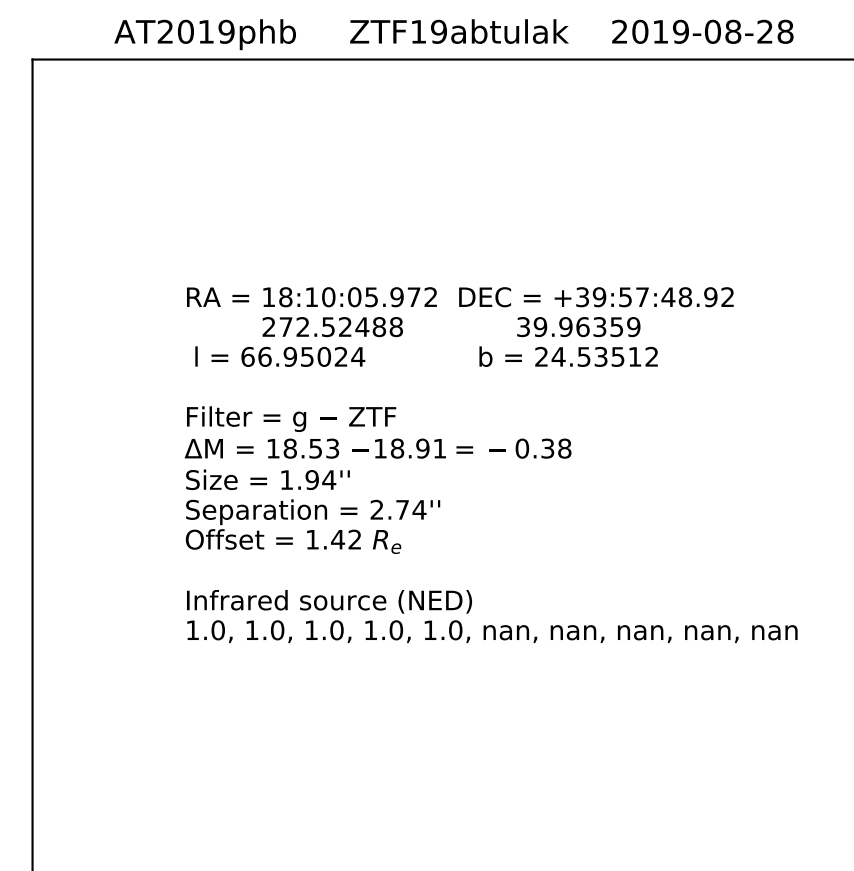 AT2019phb ZTF19abtulak 2019-08-28
RA = 18:10:05.972 DEC = +39:57:48.92
272.52488 39.96359
l = 66.95024 b = 24.53512
Filter = g − ZTF
ΔM = 18.53 −18.91 = − 0.38
Size = 1.94''
Separation = 2.74''
Offset = 1.42 Re
Infrared source (NED)
1.0, 1.0, 1.0, 1.0, 1.0, nan, nan, nan, nan, nan